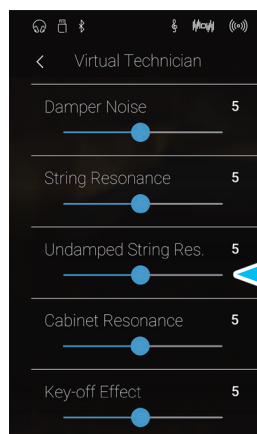 Virtual Technician
Damper Noise 5
String Resonance 5
Undamped String Res. 5
Cabinet Resonance 5
Key-off Effect 5